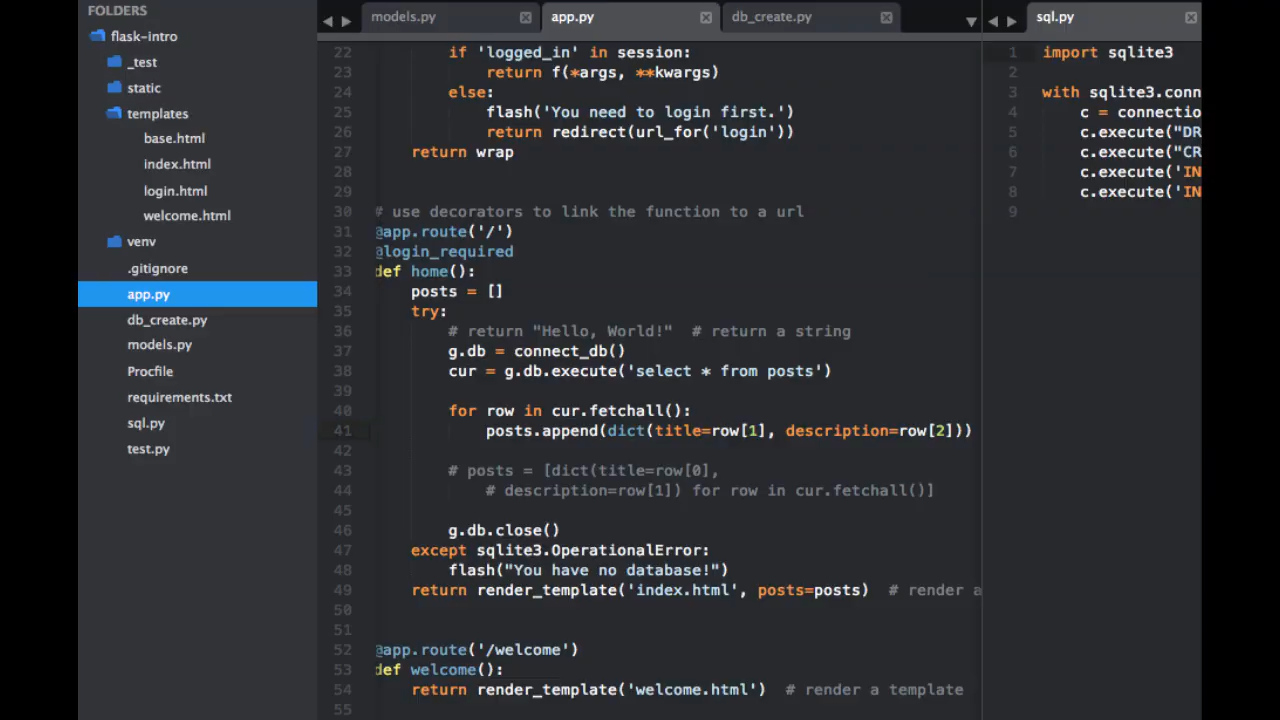 FOLDERS
flask-intro
_test
static
templates
base.html
index.html
login.html
welcome.html
venv
.gitignore
app.py
db_create.py
models.py
Procfile
requirements.txt
sql.py
test.py
models.py
app.py
db_create.py
22 if 'logged_in' in session:
23 return f(*args, **kwargs)
24 else:
25 flash('You need to login first.')
26 return redirect(url_for('login'))
27 return wrap
28
29
30 # use decorators to link the function to a url
31 @app.route('/')
32 @login_required
33 def home():
34 posts = []
35 try:
36 # return "Hello, World!"  # return a string
37 g.db = connect_db()
38 cur = g.db.execute('select * from posts')
39
40 for row in cur.fetchall():
41 posts.append(dict(title=row[1], description=row[2]))
42
43 # posts = [dict(title=row[0],
44 # description=row[1]) for row in cur.fetchall()]
45
46 g.db.close()
47 except sqlite3.OperationalError:
48 flash("You have no database!")
49 return render_template('index.html', posts=posts)  # render a
50
51
52 @app.route('/welcome')
53 def welcome():
54 return render_template('welcome.html')  # render a template
55
sql.py
1 import sqlite3
2
3 with sqlite3.conn
4 c = connectio
5 c.execute("DR
6 c.execute("CR
7 c.execute('IN
8 c.execute('IN
9